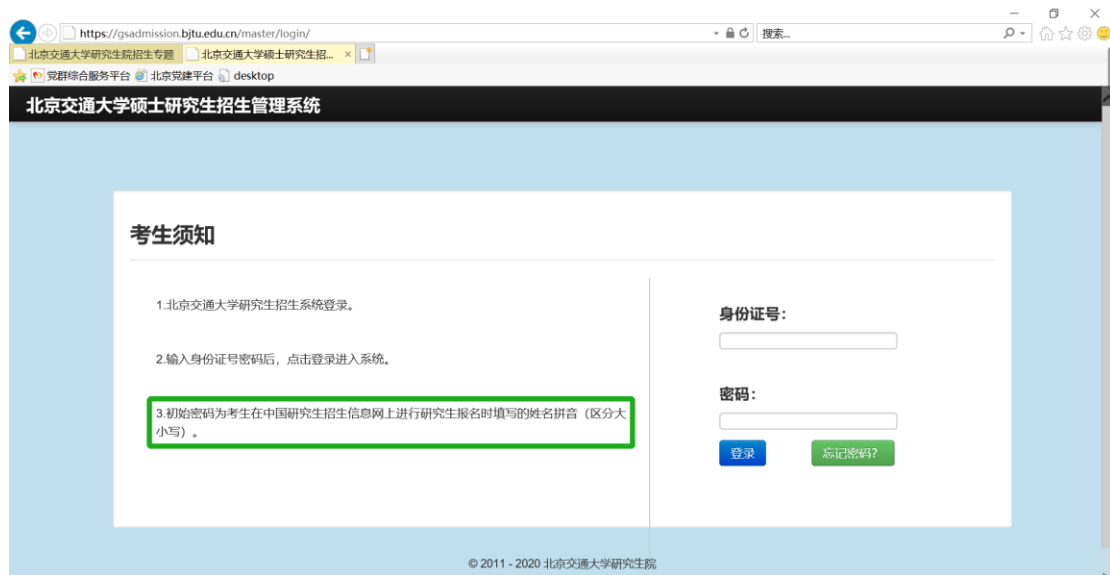 https://gsadmission.bjtu.edu.cn/master/login/
搜索...
北京交通大学研究生院招生专题
北京交通大学硕士研究生招...
党群综合服务平台
北京党建平台
desktop
北京交通大学硕士研究生招生管理系统
考生须知
1.北京交通大学研究生招生系统登录。
2.输入身份证号密码后，点击登录进入系统。
3.初始密码为考生在中国研究生招生信息网上进行研究生报名时填写的姓名拼音（区分大
小写）。
身份证号：
密码：
登录
忘记密码?
© 2011 - 2020 北京交通大学研究生院